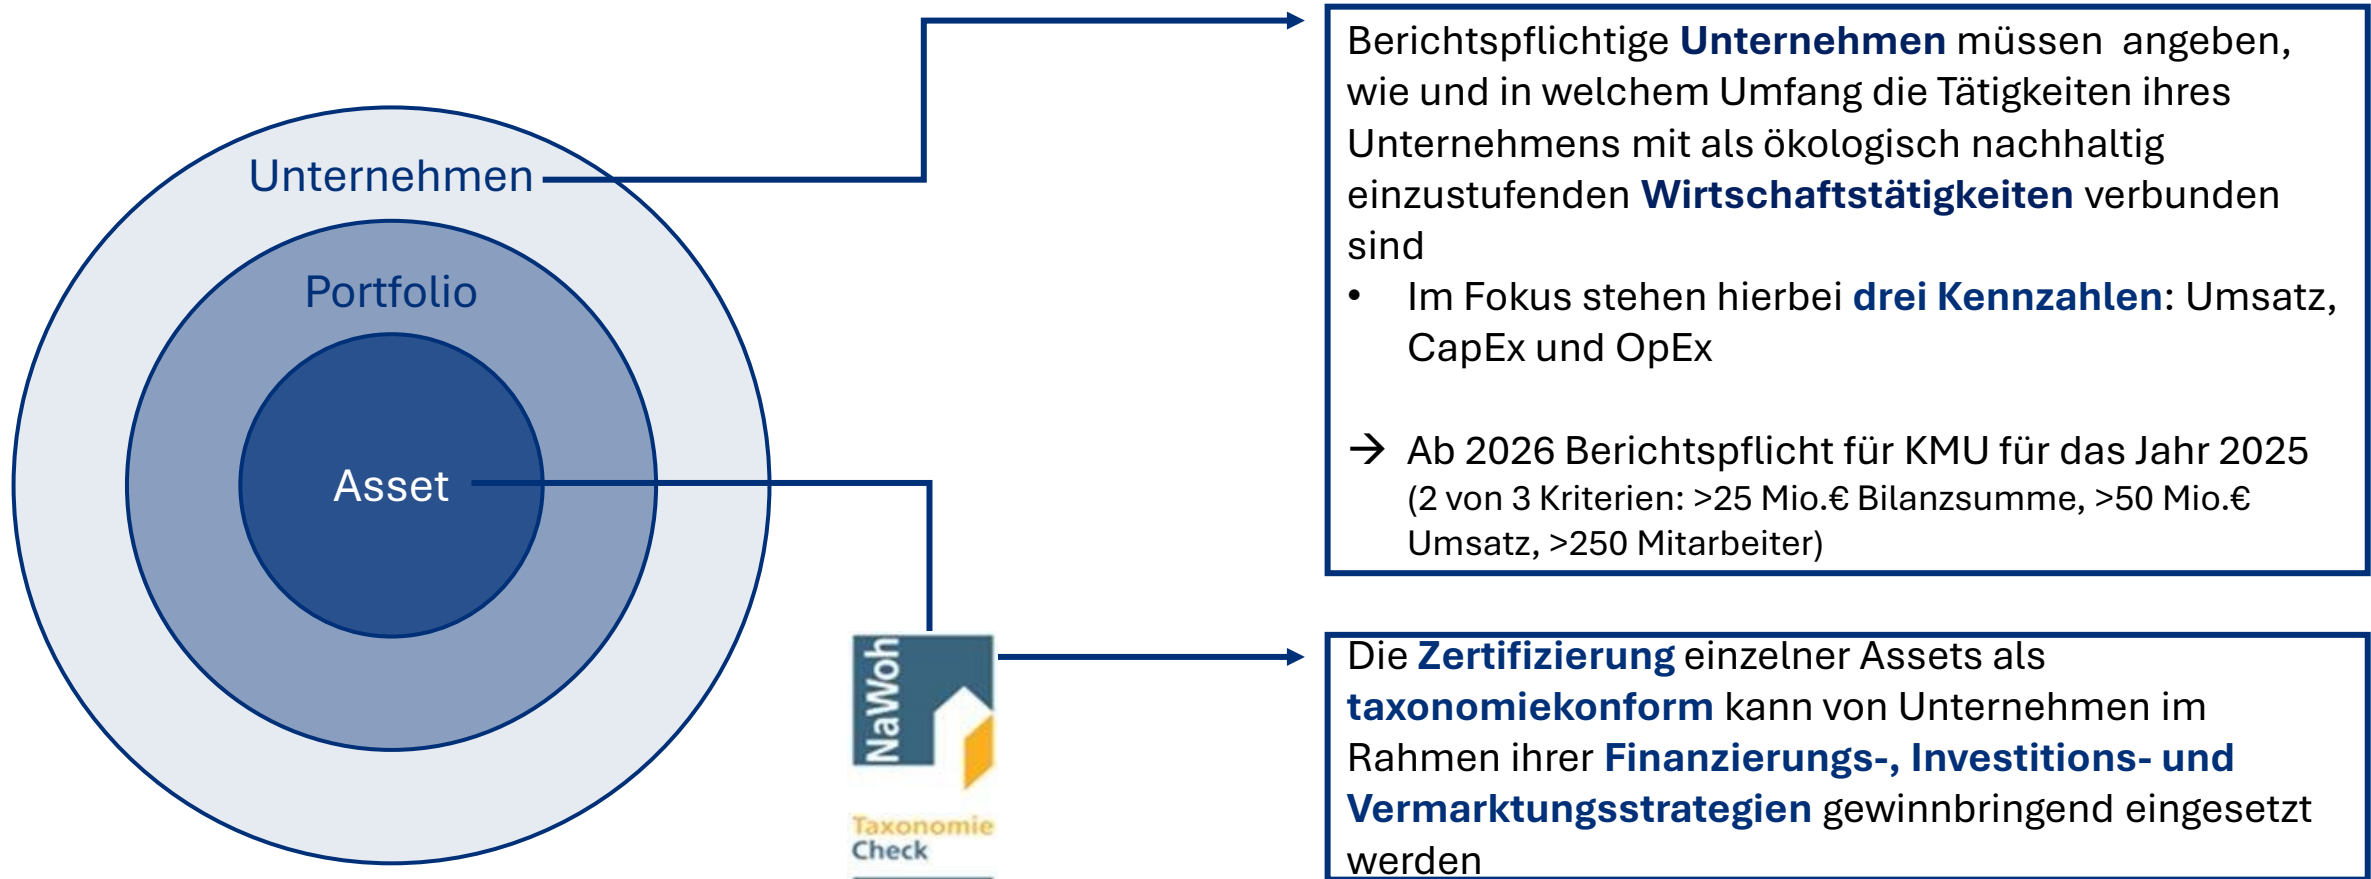 Unternehmen
Portfolio
Asset
Berichtspflichtige Unternehmen müssen  angeben,
wie und in welchem Umfang die Tätigkeiten ihres
Unternehmens mit als ökologisch nachhaltig
einzustufenden Wirtschaftstätigkeiten verbunden
sind
• Im Fokus stehen hierbei drei Kennzahlen: Umsatz,
CapEx und OpEx
→ Ab 2026 Berichtspflicht für KMU für das Jahr 2025
(2 von 3 Kriterien: >25 Mio.€ Bilanzsumme, >50 Mio.€
Umsatz, >250 Mitarbeiter)
NaWoh
Taxonomie
Check
Die Zertifizierung einzelner Assets als
taxonomiekonform kann von Unternehmen im
Rahmen ihrer Finanzierungs-, Investitions- und
Vermarktungsstrategien gewinnbringend eingesetzt
werden